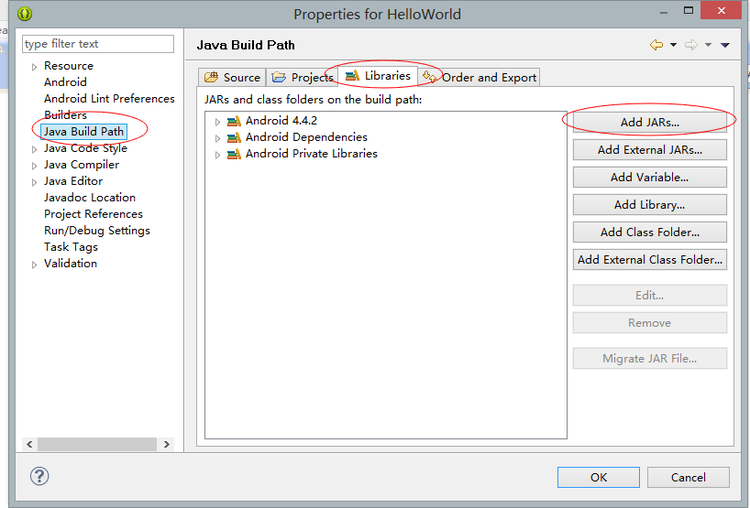 Properties for HelloWorld
type filter text
Resource
Android
Android Lint Preferences
Builders
Java Build Path
Java Code Style
Java Compiler
Java Editor
Javadoc Location
Project References
Run/Debug Settings
Task Tags
Validation
Java Build Path
Source Projects Libraries Order and Export
JARs and class folders on the build path:
Android 4.4.2
Android Dependencies
Android Private Libraries
Add JARs...
Add External JARs...
Add Variable...
Add Library...
Add Class Folder...
Add External Class Folder...
Edit...
Remove
Migrate JAR File...
OK Cancel